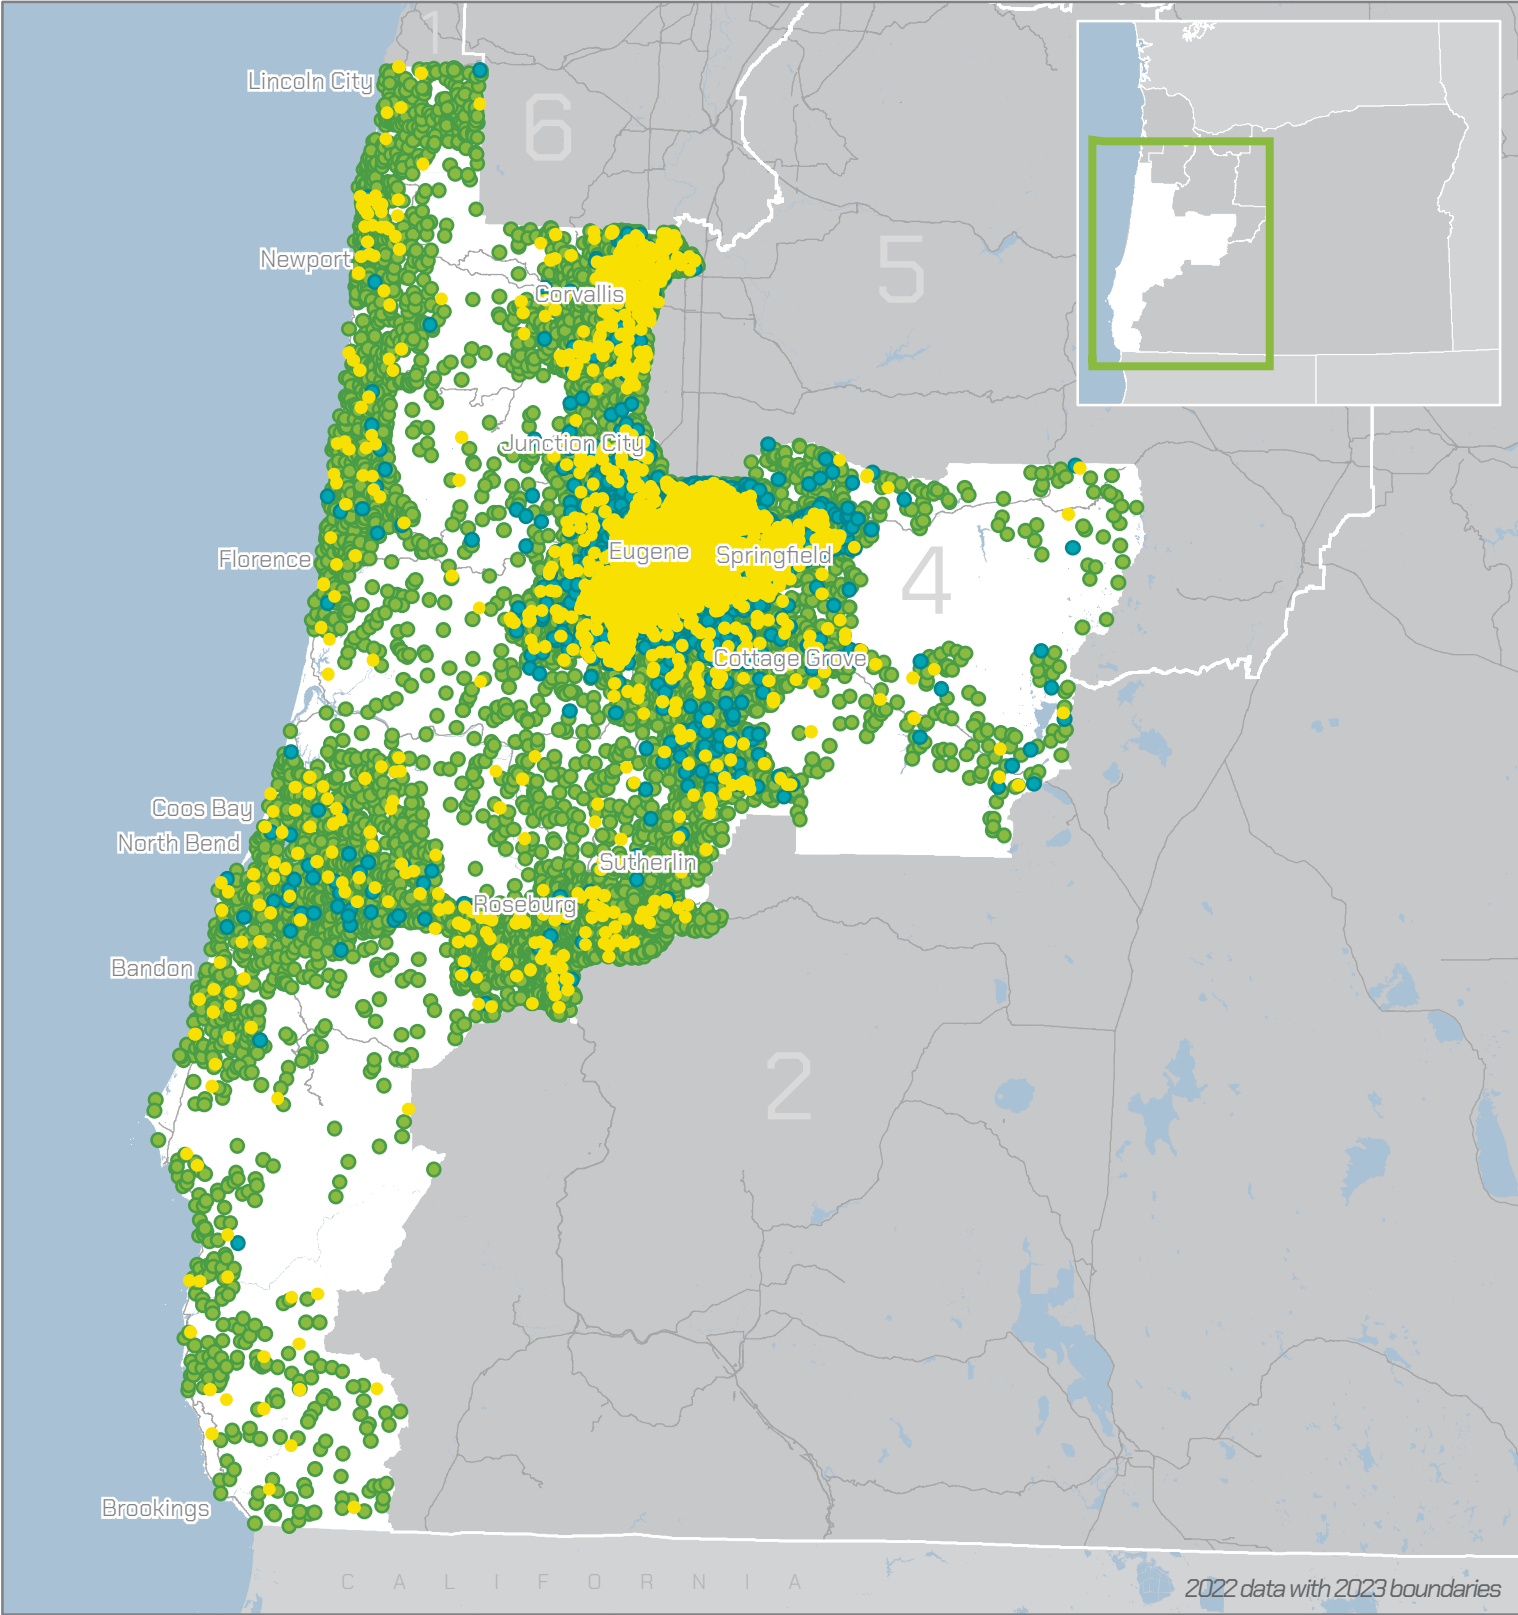 1
Lincoln City
6
5
Newport
Corvallis
Junction City
Eugene
Springfield
Florence
4
Cottage Grove
Coos Bay
North Bend
Sutherlin
Roseburg
Bandon
2
Brookings
CALIFORNIA
2022 data with 2023 boundaries